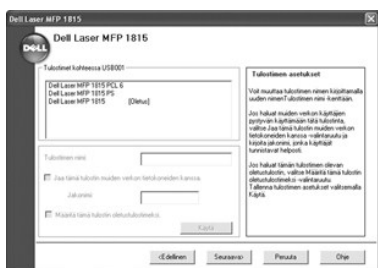 Dell Laser MFP 1815
DELL
Dell Laser MFP 1815
Tulostimet kohteessa USB001
Dell Laser MFP 1815 PCL 6
Dell Laser MFP 1815 PS
Dell Laser MFP 1815 [Oletus]
Tulostimen nimi:
Jaa tämä tulostin muiden verkon tietokoneiden kanssa.
Jakonimi:
Määritä tämä tulostin oletustulostimeksi.
Käytä
Tulostimen asetukset
Voit muuttaa tulostimen nimen kirjoittamalla
uuden nimenTulostimen nimi -kenttään.
Jos haluat muiden verkon käyttäjien
pystyvän käyttämään tätä tulostinta,
valitse Jaa tämä tulostin muiden verkon
tietokoneiden kanssa -valintaruutu ja
kirjoita jakonimi, jonka käyttäjät
tunnistavat helposti.
Jos haluat tämän tulostimen olevan
oletustulostin, valitse Määritä tämä tulostin
oletustulostimeksi -valintaruutu.
Tallenna tulostimen asetukset valitsemalla
Käytä.
<Edellinen
Seuraava>
Peruuta
Ohje